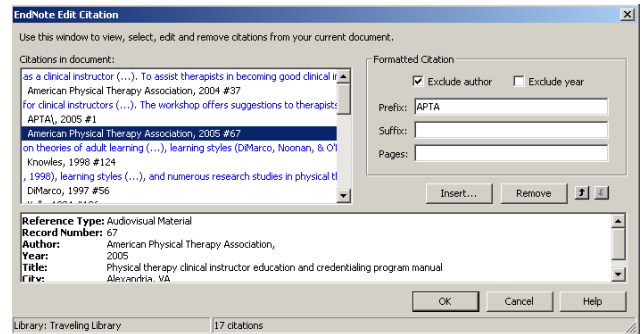 EndNote Edit Citation
Use this window to view, select, edit and remove citations from your current document.
Citations in document:
as a clinical instructor (...). To assist therapists in becoming good clinical ir
American Physical Therapy Association, 2004 #37
for clinical instructors (...). The workshop offers suggestions to therapists
APTA\, 2005 #1
American Physical Therapy Association, 2005 #67
on theories of adult learning (...), learning styles (DiMarco, Noonan, & O'I
Knowles, 1998 #124
, 1998), learning styles (...), and numerous research studies in physical tl
DiMarco, 1997 #56
Formatted Citation
Exclude author
Exclude year
Prefix: APTA
Suffix:
Pages:
Insert...
Remove
Reference Type: Audiovisual Material
Record Number: 67
Author: American Physical Therapy Association,
Year: 2005
Title: Physical therapy clinical instructor education and credentialing program manual
City: Alexandria, VA
OK
Cancel
Help
Library: Traveling Library
17 citations